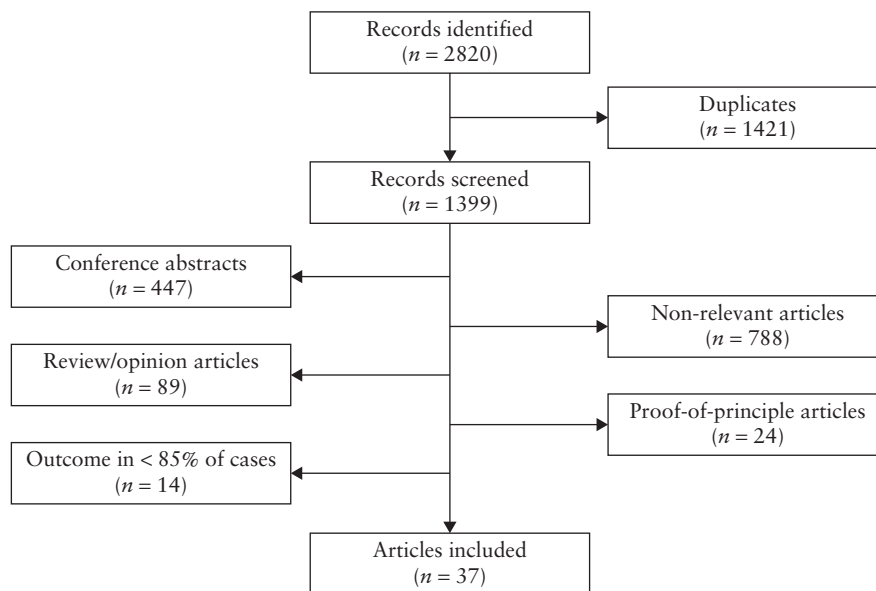 Records identified
(n = 2820)
Duplicates
(n = 1421)
Records screened
(n = 1399)
Conference abstracts
(n = 447)
Non-relevant articles
(n = 788)
Review/opinion articles
(n = 89)
Proof-of-principle articles
(n = 24)
Outcome in < 85% of cases
(n = 14)
Articles included
(n = 37)